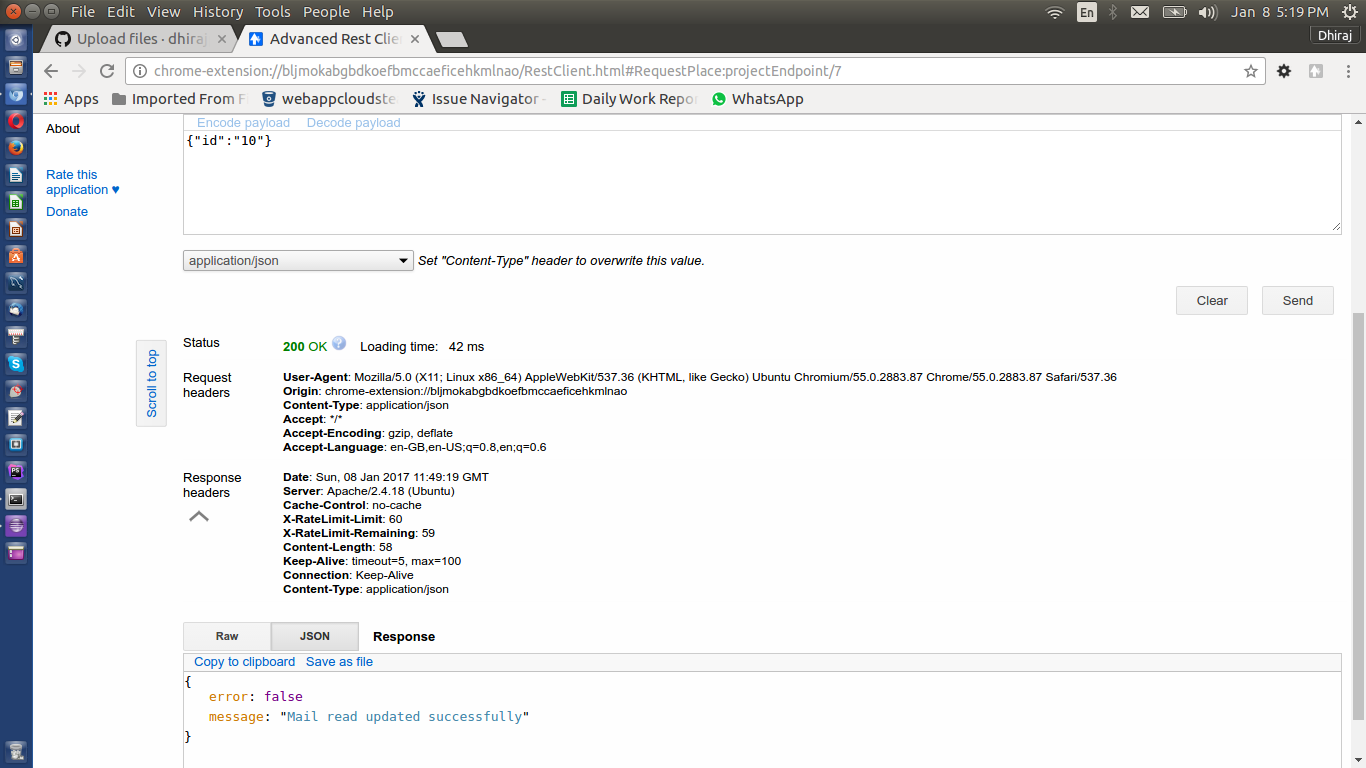 File Edit View History Tools People Help
En
Jan 8 5:19 PM
Upload files · dhiraj
Advanced Rest Clie
Dhiraj
chrome-extension://bljmokabgbdkoefbmccaeficehkmlnao/RestClient.html#RequestPlace:projectEndpoint/7
Apps
Imported From F
webappcloudste
Issue Navigator -
Daily Work Repor
WhatsApp
About
Encode payload Decode payload
{"id":"10"}
Rate this
application ♥
Donate
application/json
Set "Content-Type" header to overwrite this value.
Clear
Send
Scroll to top
Status
200 OK
Loading time: 42 ms
Request
headers
User-Agent: Mozilla/5.0 (X11; Linux x86_64) AppleWebKit/537.36 (KHTML, like Gecko) Ubuntu Chromium/55.0.2883.87 Chrome/55.0.2883.87 Safari/537.36
Origin: chrome-extension://bljmokabgbdkoefbmccaeficehkmlnao
Content-Type: application/json
Accept: */*
Accept-Encoding: gzip, deflate
Accept-Language: en-GB,en-US;q=0.8,en;q=0.6
Response
headers
Date: Sun, 08 Jan 2017 11:49:19 GMT
Server: Apache/2.4.18 (Ubuntu)
Cache-Control: no-cache
X-RateLimit-Limit: 60
X-RateLimit-Remaining: 59
Content-Length: 58
Keep-Alive: timeout=5, max=100
Connection: Keep-Alive
Content-Type: application/json
Raw
JSON
Response
Copy to clipboard Save as file
{
error: false
message: "Mail read updated successfully"
}